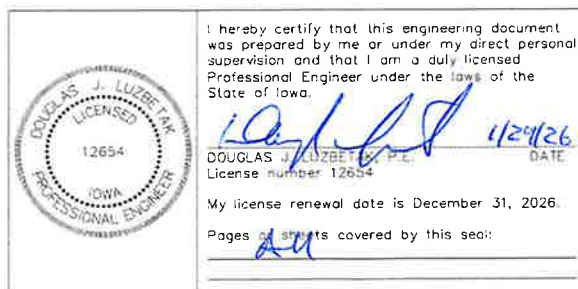 DOUGLAS J. LUZBETAK
LICENSED
12654
IOWA
PROFESSIONAL ENGINEER
I hereby certify that this engineering document
was prepared by me or under my direct personal
supervision and that I am a duly licensed
Professional Engineer under the laws of the
State of Iowa.
1/29/26
DOUGLAS J. LUZBETAK, P.E. DATE
License number 12654
My license renewal date is December 31, 2026.
Pages or sheets covered by this seal:
All